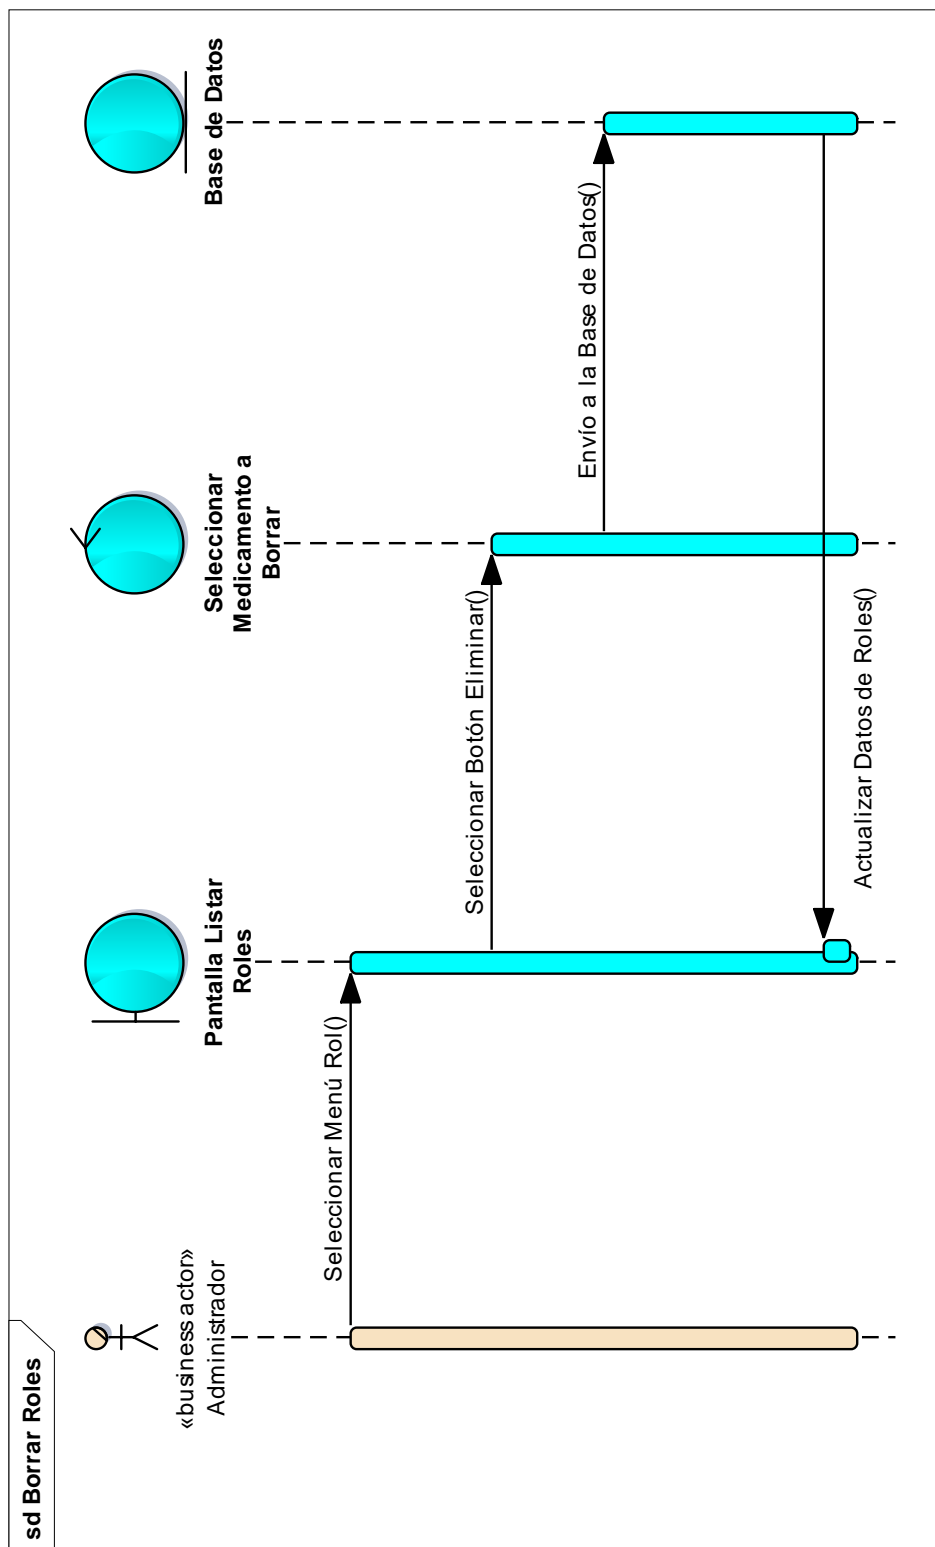 sd Borrar Roles
«business actor»
Administrador
Pantalla Listar
Roles
Seleccionar
Medicamento a
Borrar
Base de Datos
Seleccionar Menú Rol()
Seleccionar Botón Eliminar()
Envío a la Base de Datos()
Actualizar Datos de Roles()